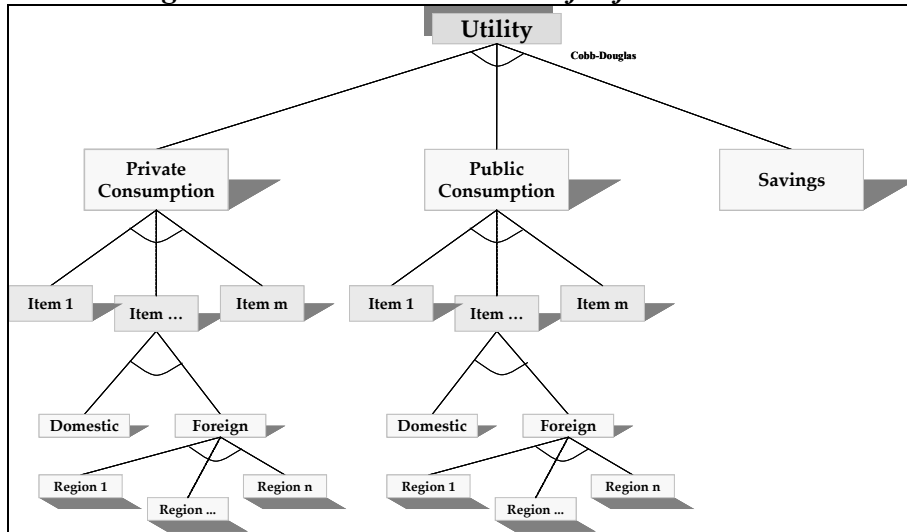 Utility
Cobb-Douglas
Private
Consumption
Public
Consumption
Savings
Item 1
Item ...
Item m
Item 1
Item ...
Item m
Domestic
Foreign
Domestic
Foreign
Region 1
Region ...
Region n
Region 1
Region ...
Region n